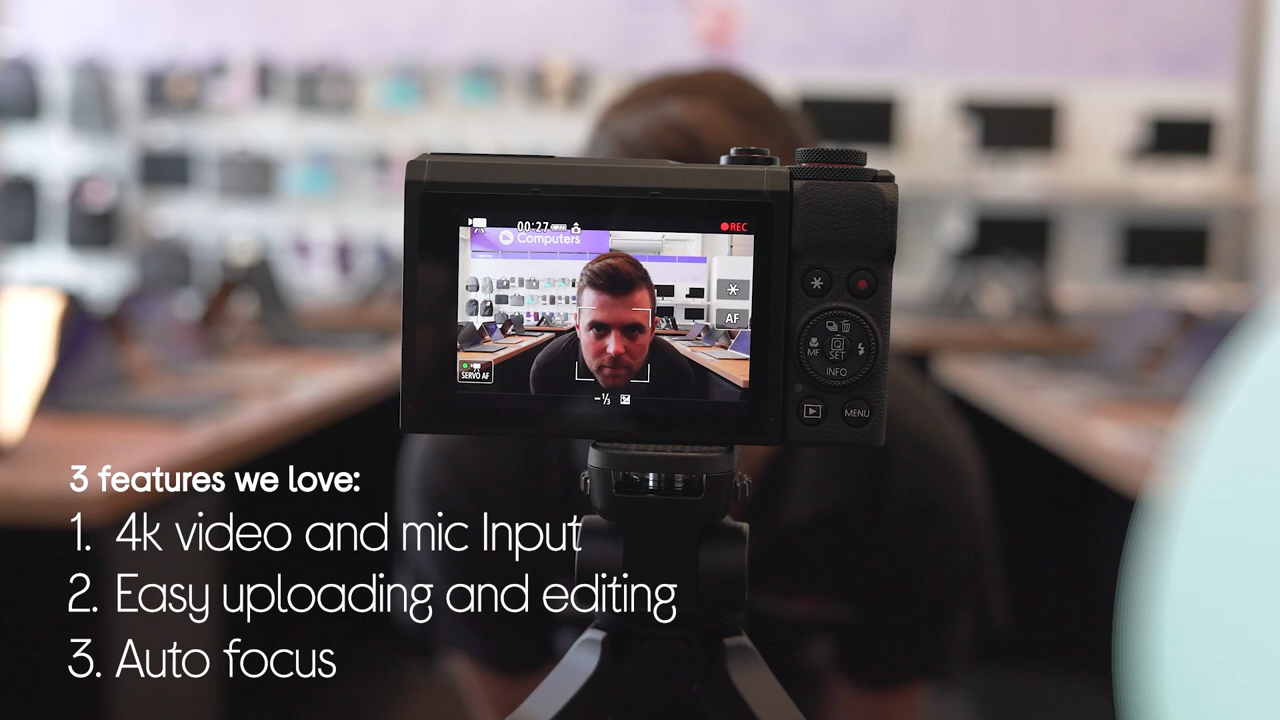 00:27
REC
Computers
AF
SERVO AF
-⅓
MF
SET
INFO
MENU
3 features we love:
1. 4k video and mic Input
2. Easy uploading and editing
3. Auto focus